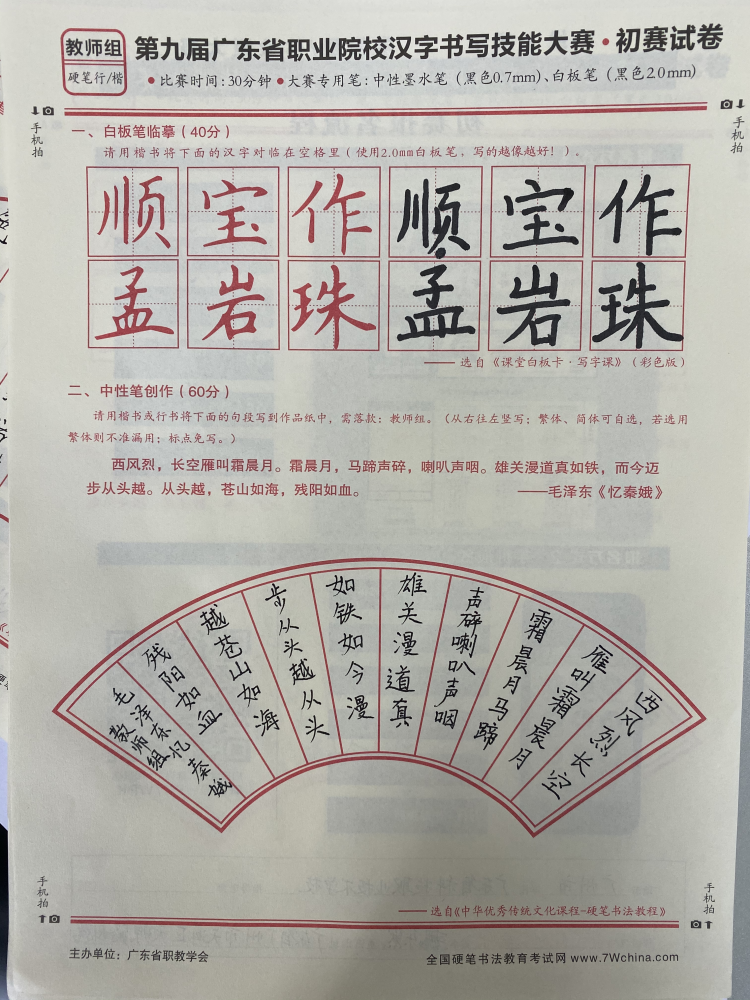 教师组
硬笔行/楷
第九届广东省职业院校汉字书写技能大赛·初赛试卷
●比赛时间:30分钟 ●大赛专用笔:中性墨水笔(黑色0.7mm)、白板笔(黑色2.0mm)
手机拍
手机拍
一、白板笔临摹(40分)
请用楷书将下面的汉字对临在空格里(使用2.0mm白板笔,写的越像越好!)。
顺宝作顺宝作
孟岩珠孟岩珠
——选自《课堂白板卡·写字课》(彩色版)
二、中性笔创作(60分)
请用楷书或行书将下面的句段写到作品纸中,需落款:教师组。(从右往左竖写;繁体、简体可自选,若选用
繁体则不准漏用;标点免写。)
西风烈,长空雁叫霜晨月。霜晨月,马蹄声碎,喇叭声咽。雄关漫道真如铁,而今迈
步从头越。从头越,苍山如海,残阳如血。
——毛泽东《忆秦娥》
西风烈长空
雁叫霜晨月
霜晨月马蹄
声碎喇叭声咽
雄关漫道真
如铁如今漫
步从头越从头
越苍山如海
残阳如血
毛泽东忆秦娥
教师组
手机拍
手机拍
——选自《中华优秀传统文化课程-硬笔书法教程》
主办单位:广东省职教学会
全国硬笔书法教育考试网 www.7Wchina.com